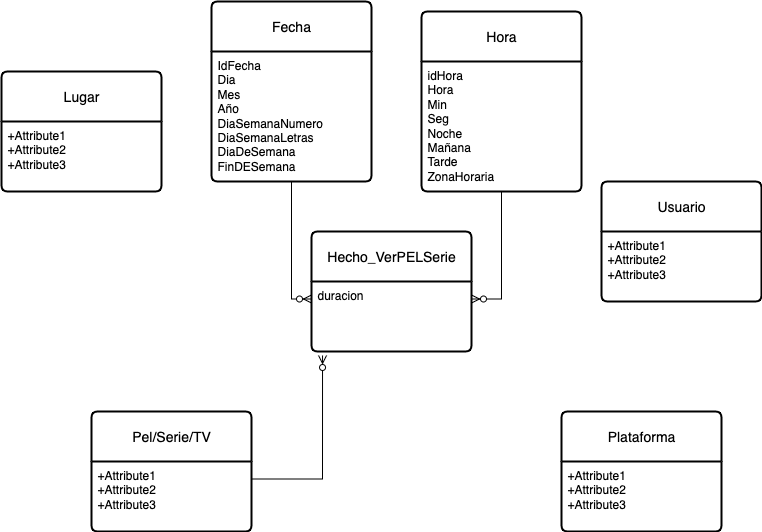 Fecha
IdFecha
Dia
Mes
Año
DiaSemanaNumero
DiaSemanaLetras
DiaDeSemana
FinDESemana
Hora
idHora
Hora
Min
Seg
Noche
Mañana
Tarde
ZonaHoraria
Lugar
+Attribute1
+Attribute2
+Attribute3
Usuario
+Attribute1
+Attribute2
+Attribute3
Hecho_VerPELSerie
duracion
Pel/Serie/TV
+Attribute1
+Attribute2
+Attribute3
Plataforma
+Attribute1
+Attribute2
+Attribute3